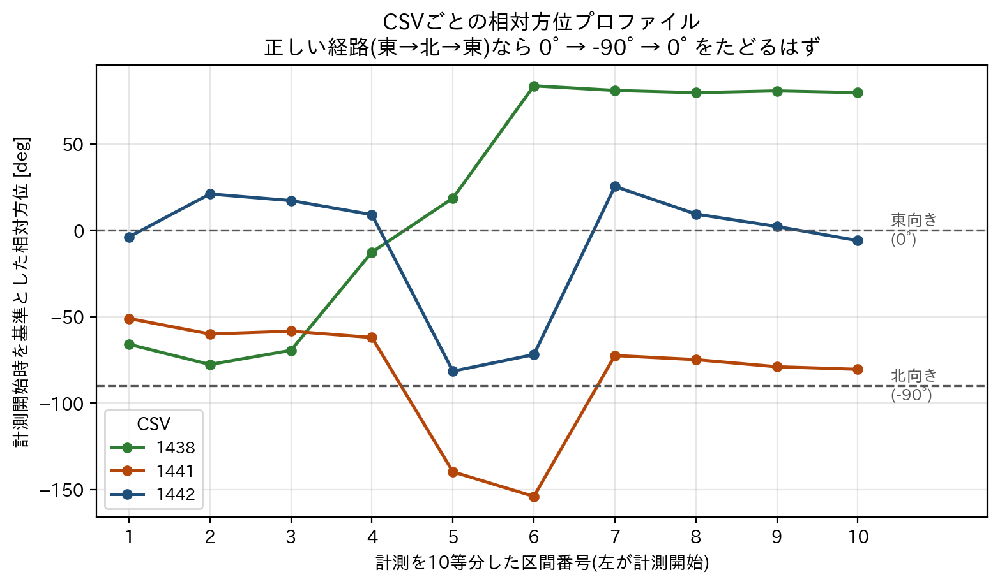 CSVごとの相対方位プロファイル
正しい経路(東→北→東)なら 0° → -90° → 0° をたどるはず
計測開始時を基準とした相対方位 [deg]
50
0
−50
−100
−150
東向き
(0°)
北向き
(-90°)
CSV
1438
1441
1442
1 2 3 4 5 6 7 8 9 10
計測を10等分した区間番号(左が計測開始)